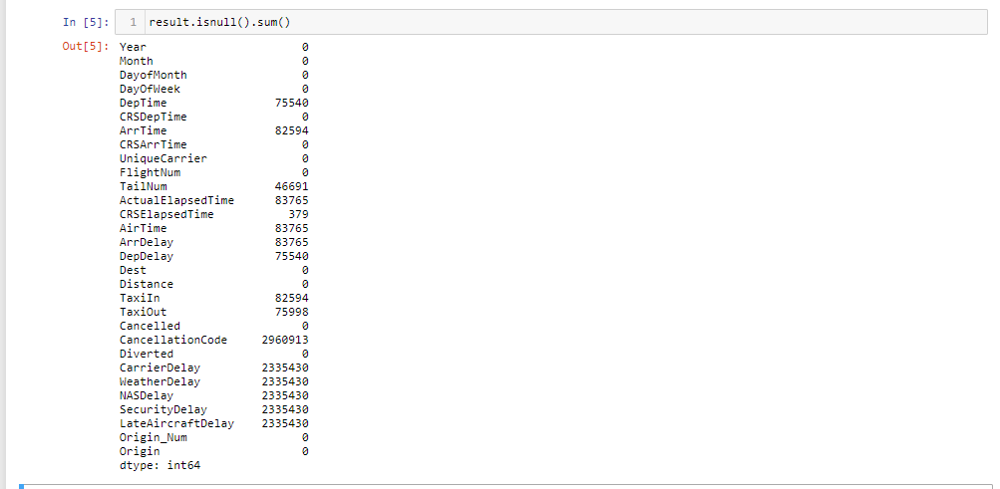 In [5]: 1 result.isnull().sum()
Out[5]: Year 0
Month 0
DayofMonth 0
DayOfWeek 0
DepTime 75540
CRSDepTime 0
ArrTime 82594
CRSArrTime 0
UniqueCarrier 0
FlightNum 0
TailNum 46691
ActualElapsedTime 83765
CRSElapsedTime 379
AirTime 83765
ArrDelay 83765
DepDelay 75540
Dest 0
Distance 0
TaxiIn 82594
TaxiOut 75998
Cancelled 0
CancellationCode 2960913
Diverted 0
CarrierDelay 2335430
WeatherDelay 2335430
NASDelay 2335430
SecurityDelay 2335430
LateAircraftDelay 2335430
Origin_Num 0
Origin 0
dtype: int64